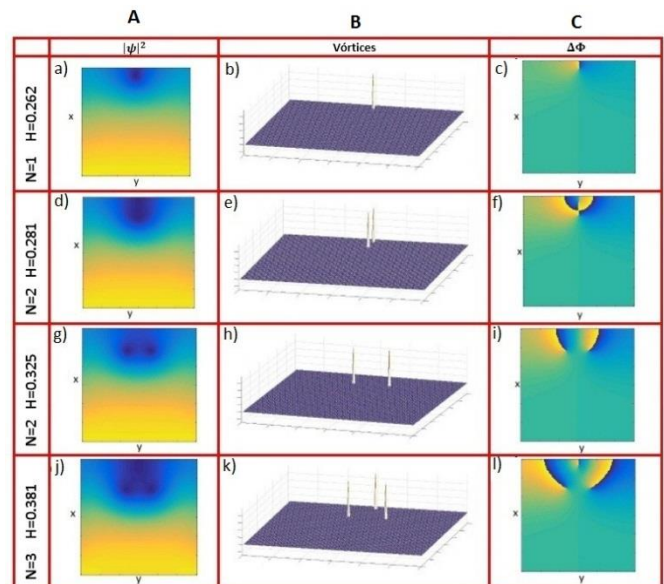 A B C
|ψ|² Vórtices ΔΦ
N=1 H=0.262
a) b) c)
x x
y y
N=2 H=0.281
d) e) f)
x x
y y
N=2 H=0.325
g) h) i)
x x
y y
N=3 H=0.381
j) k) l)
x x
y y